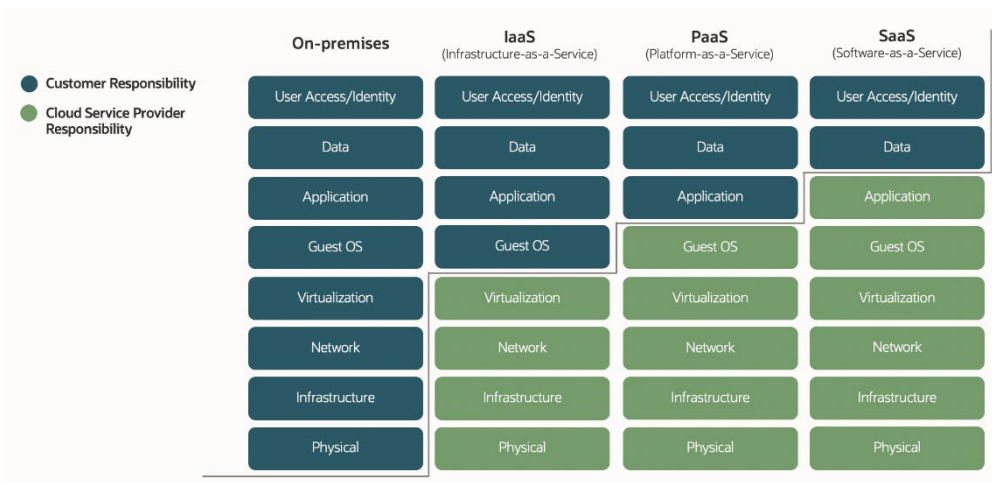 On-premises
IaaS
(Infrastructure-as-a-Service)
PaaS
(Platform-as-a-Service)
SaaS
(Software-as-a-Service)
Customer Responsibility
Cloud Service Provider
Responsibility
User Access/Identity
User Access/Identity
User Access/Identity
User Access/Identity
Data
Data
Data
Data
Application
Application
Application
Application
Guest OS
Guest OS
Guest OS
Guest OS
Virtualization
Virtualization
Virtualization
Virtualization
Network
Network
Network
Network
Infrastructure
Infrastructure
Infrastructure
Infrastructure
Physical
Physical
Physical
Physical